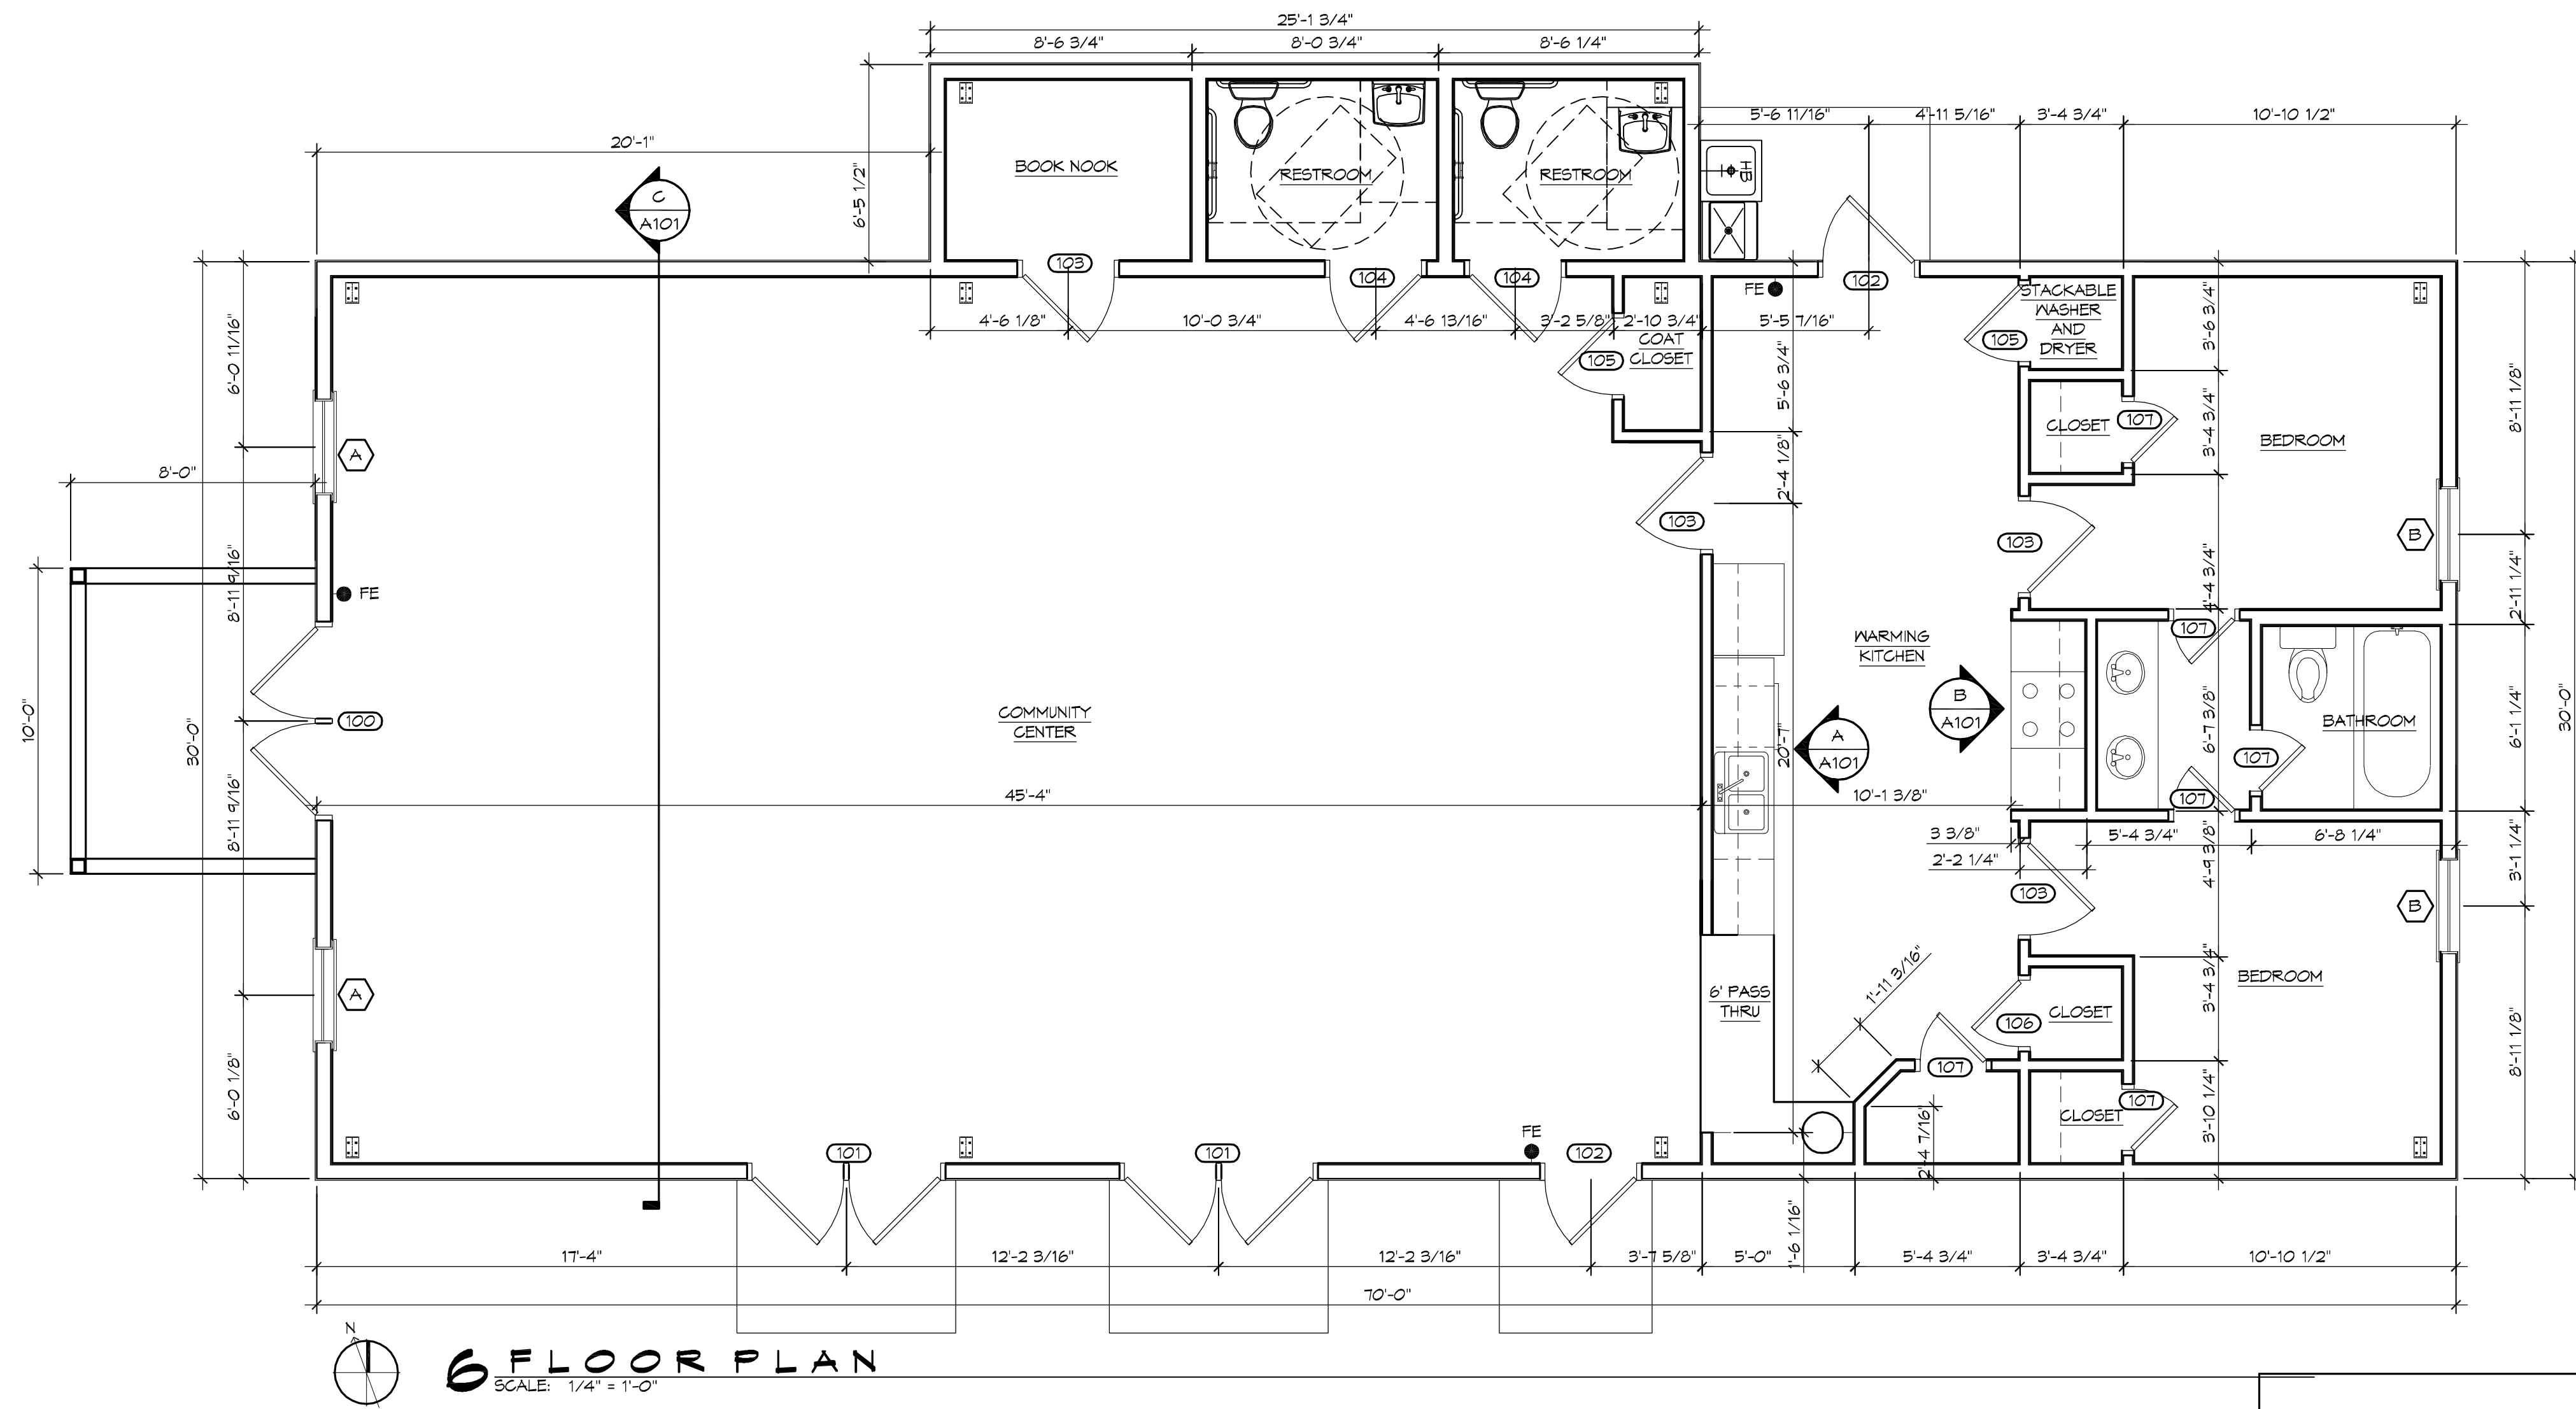 25'-1 3/4"
8'-6 3/4"
8'-0 3/4"
8'-6 1/4"
5'-6 11/16"
4'-11 5/16"
3'-4 3/4"
10'-10 1/2"
20'-1"
6'-5 1/2"
BOOK NOOK
RESTROOM
RESTROOM
HB
C
A101
103
104
104
102
FE
4'-6 1/8"
10'-0 3/4"
4'-6 13/16"
3'-2 5/8"
2'-10 3/4"
5'-5 7/16"
COAT
CLOSET
105
STACKABLE
WASHER
AND
DRYER
105
3'-6 3/4"
6'-0 11/16"
5'-6 3/4"
8'-11 1/8"
CLOSET
107
3'-4 3/4"
BEDROOM
A
2'-4 1/8"
8'-0"
103
103
B
8'-11 9/16"
FE
4'-4 3/4"
2'-11 1/4"
107
WARMING
KITCHEN
10'-0"
30'-0"
100
COMMUNITY
CENTER
20'-7"
A
A101
B
A101
6'-7 3/8"
BATHROOM
107
6'-1 1/4"
30'-0"
107
8'-11 9/16"
45'-4"
10'-1 3/8"
3 3/8"
2'-2 1/4"
5'-4 3/4"
6'-8 1/4"
4'-9 3/8"
3'-1 1/4"
103
B
A
6' PASS
THRU
1'-11 3/16"
3'-4 3/4"
BEDROOM
CLOSET
106
107
6'-0 1/8"
8'-11 1/8"
CLOSET
107
3'-10 1/4"
2'-4 7/16"
101
101
FE
102
1'-6 1/16"
17'-4"
12'-2 3/16"
12'-2 3/16"
3'-7 5/8"
5'-0"
5'-4 3/4"
3'-4 3/4"
10'-10 1/2"
70'-0"
N
6 FLOOR PLAN
SCALE: 1/4" = 1'-0"